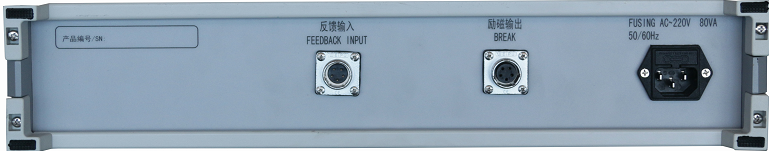 产品编号/SN:
反馈输入
FEEDBACK INPUT
励磁输出
BREAK
FUSING AC~220V 80VA
50/60Hz